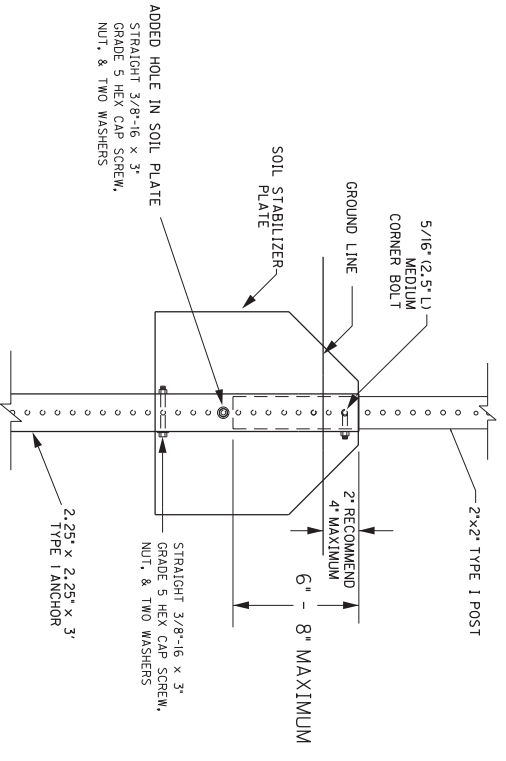 ADDED HOLE IN SOIL PLATE
STRAIGHT 3/8"-16 x 3"
GRADE 5 HEX CAP SCREW,
NUT, & TWO WASHERS
SOIL STABILIZER
PLATE
GROUND LINE
5/16" (2.5" L)
MEDIUM
CORNER BOLT
2"x2" TYPE I POST
2" RECOMMEND
4" MAXIMUM
6" - 8" MAXIMUM
STRAIGHT 3/8"-16 x 3"
GRADE 5 HEX CAP SCREW,
NUT, & TWO WASHERS
2.25" x 2.25" x 3'
TYPE I ANCHOR